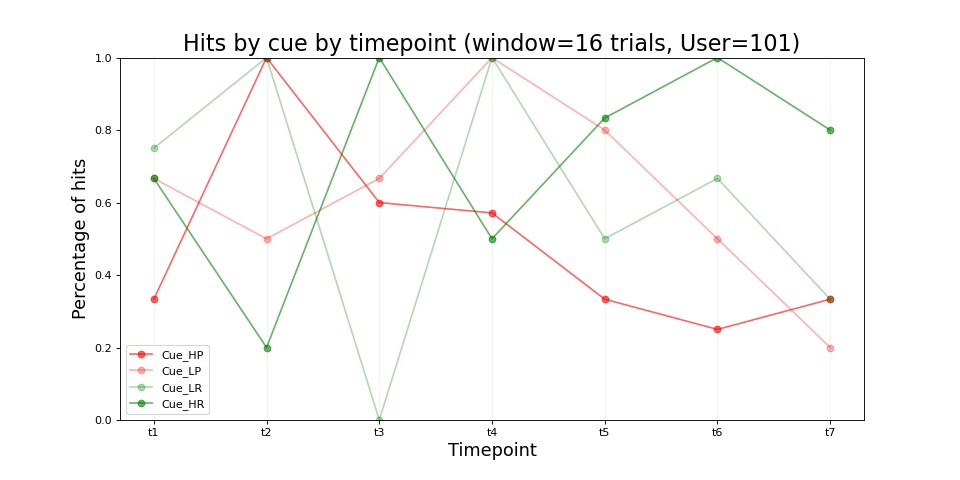 Hits by cue by timepoint (window=16 trials, User=101)
Percentage of hits
1.0
0.8
0.6
0.4
0.2
0.0
Cue_HP
Cue_LP
Cue_LR
Cue_HR
t1 t2 t3 t4 t5 t6 t7
Timepoint